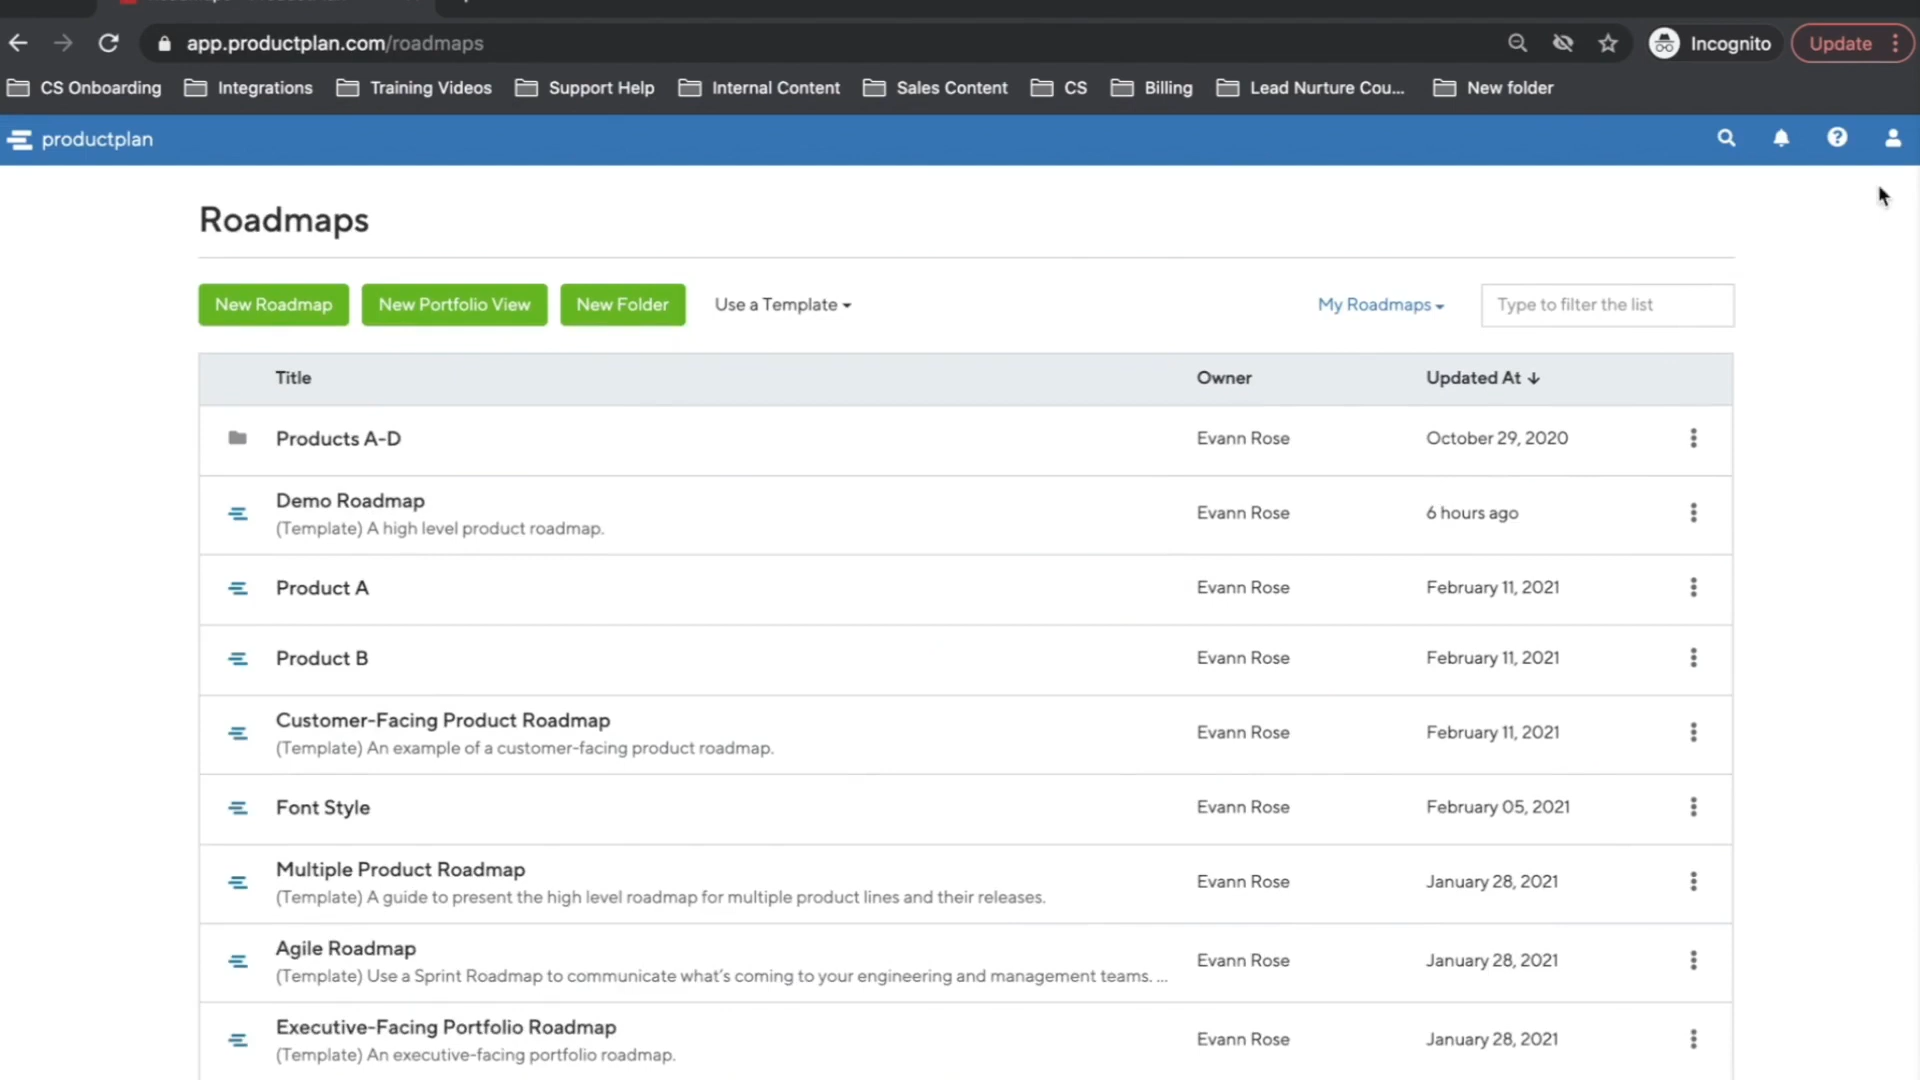 app.productplan.com/roadmaps
Incognito
Update
CS Onboarding
Integrations
Training Videos
Support Help
Internal Content
Sales Content
CS
Billing
Lead Nurture Cou...
New folder
productplan
Roadmaps
New Roadmap
New Portfolio View
New Folder
Use a Template
My Roadmaps
Type to filter the list
Title
Owner
Updated At
Products A-D
Evann Rose
October 29, 2020
Demo Roadmap
(Template) A high level product roadmap.
Evann Rose
6 hours ago
Product A
Evann Rose
February 11, 2021
Product B
Evann Rose
February 11, 2021
Customer-Facing Product Roadmap
(Template) An example of a customer-facing product roadmap.
Evann Rose
February 11, 2021
Font Style
Evann Rose
February 05, 2021
Multiple Product Roadmap
(Template) A guide to present the high level roadmap for multiple product lines and their releases.
Evann Rose
January 28, 2021
Agile Roadmap
(Template) Use a Sprint Roadmap to communicate what's coming to your engineering and management teams. ...
Evann Rose
January 28, 2021
Executive-Facing Portfolio Roadmap
(Template) An executive-facing portfolio roadmap.
Evann Rose
January 28, 2021